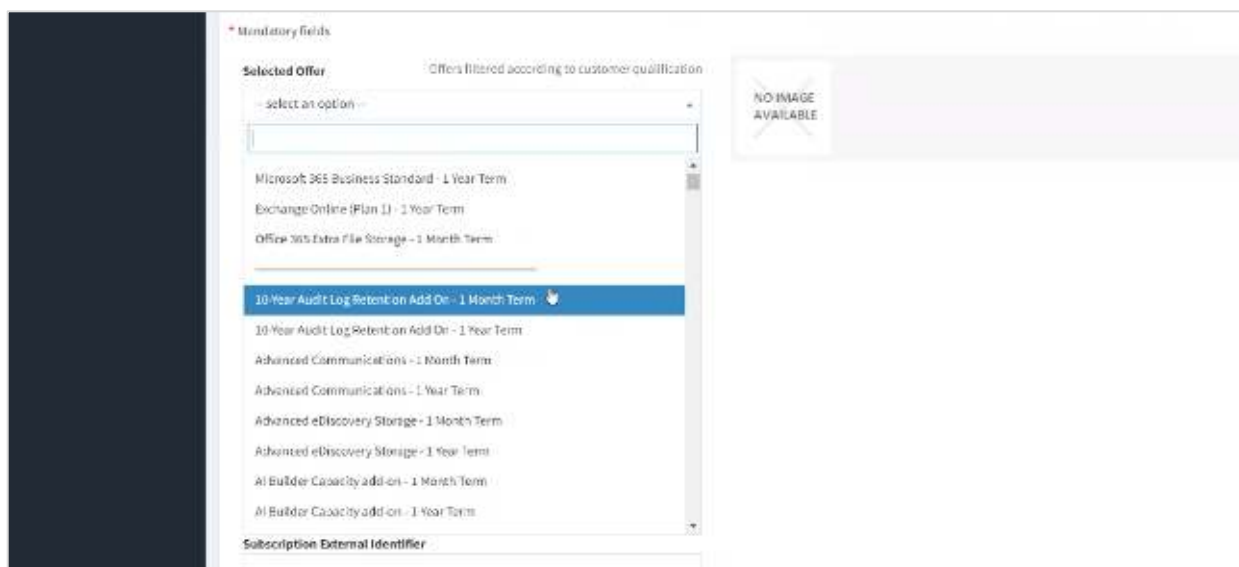 * Mandatory fields
Selected Offer Offers filtered according to customer qualification
-- select an option --
NO IMAGE
AVAILABLE
Microsoft 365 Business Standard - 1 Year Term
Exchange Online (Plan 1) - 1 Year Term
Office 365 Extra File Storage - 1 Month Term
10-Year Audit Log Retention Add On - 1 Month Term
10-Year Audit Log Retention Add On - 1 Year Term
Advanced Communications - 1 Month Term
Advanced Communications - 1 Year Term
Advanced eDiscovery Storage - 1 Month Term
Advanced eDiscovery Storage - 1 Year Term
AI Builder Capacity add-on - 1 Month Term
AI Builder Capacity add-on - 1 Year Term
Subscription External Identifier